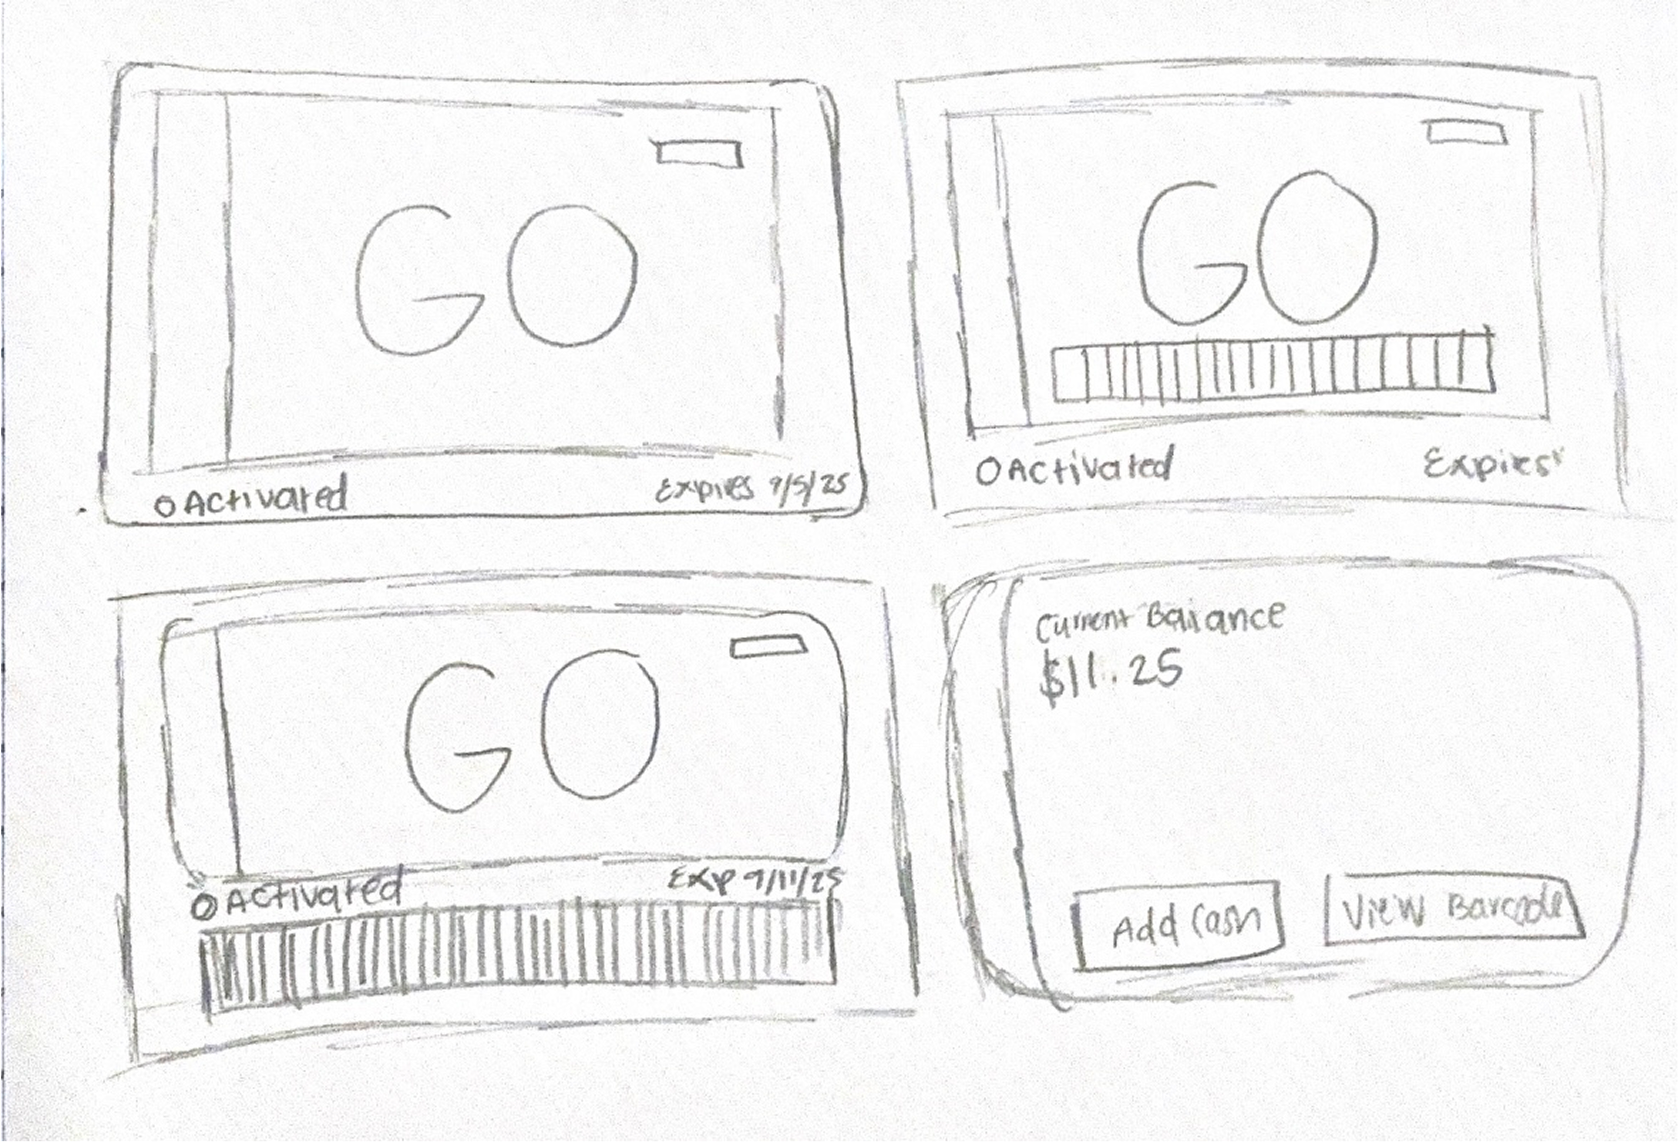 GO
O Activated
Expires 9/5/25
GO
O Activated
Expires
GO
O Activated
Exp 9/11/25
Current Balance
$11.25
Add Cash
View Barcode